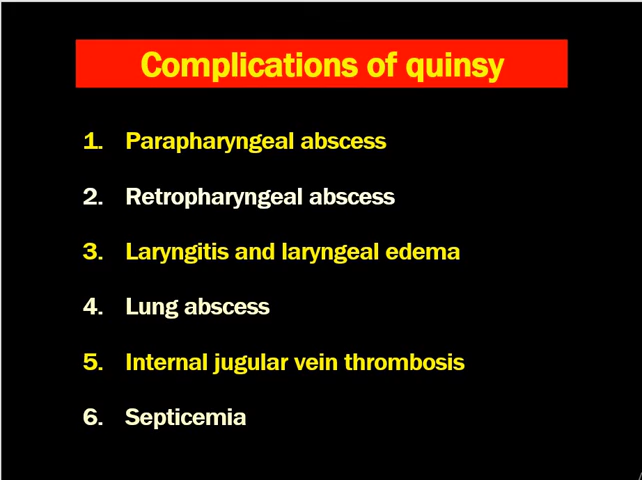 Complications of quinsy
1. Parapharyngeal abscess
2. Retropharyngeal abscess
3. Laryngitis and laryngeal edema
4. Lung abscess
5. Internal jugular vein thrombosis
6. Septicemia